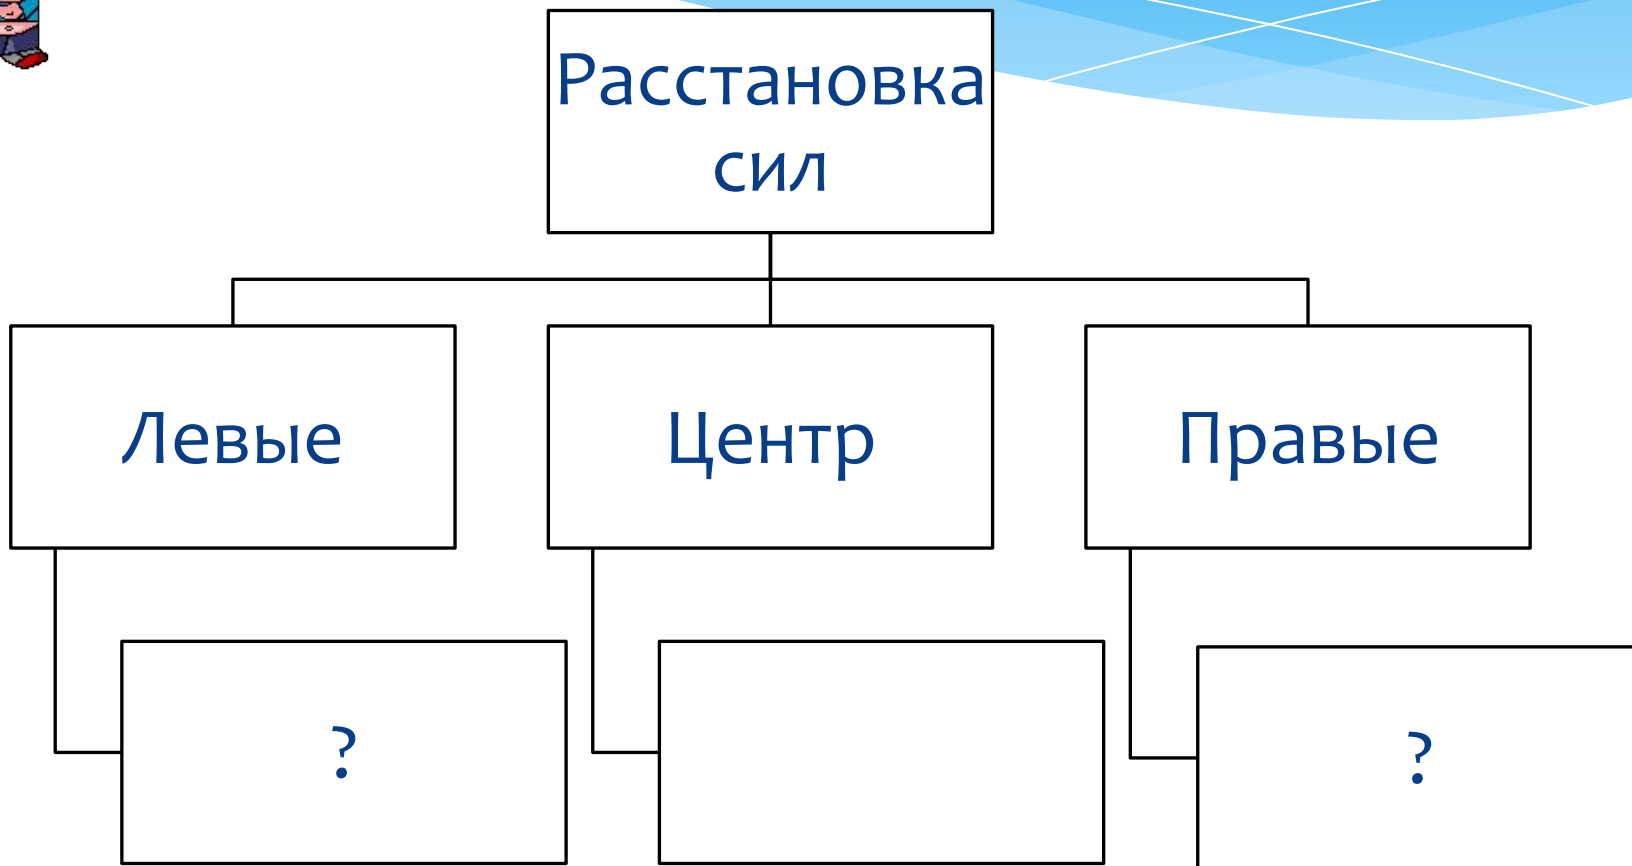 Расстановка
сил
Левые
Центр
Правые
?
?